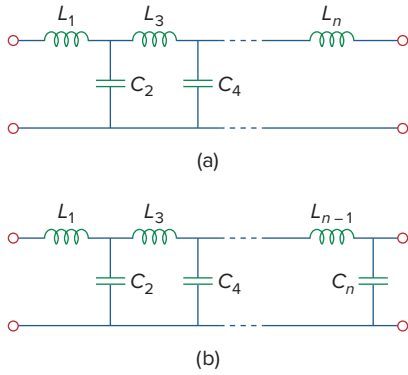 L₁ L₃ Lₙ
C₂ C₄
(a)
L₁ L₃ Lₙ₋₁
C₂ C₄ Cₙ
(b)